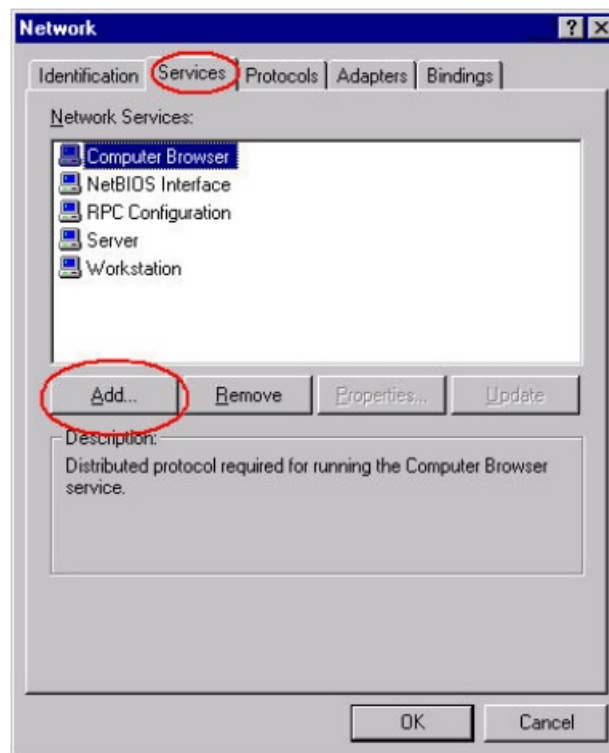 Network
Identification Services Protocols Adapters Bindings
Network Services:
Computer Browser
NetBIOS Interface
RPC Configuration
Server
Workstation
Add... Remove Properties... Update
Description:
Distributed protocol required for running the Computer Browser
service.
OK Cancel